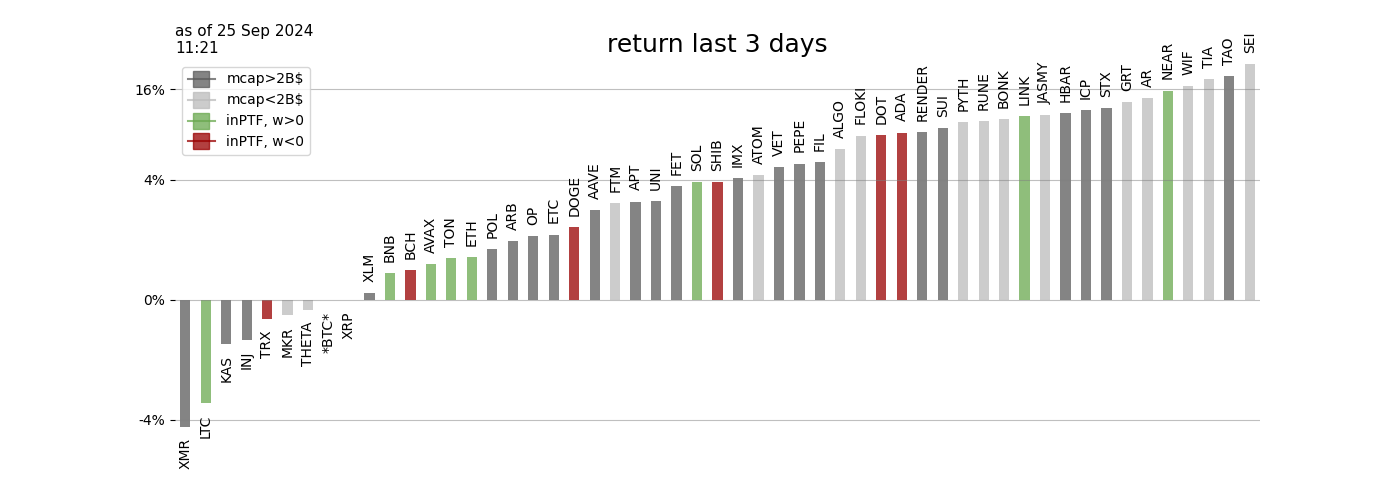 as of 25 Sep 2024
11:21
return last 3 days
mcap>2B$
mcap<2B$
inPTF, w>0
inPTF, w<0
16%
4%
0%
-4%
XMR
LTC
KAS
INJ
TRX
MKR
THETA
*BTC*
XRP
XLM
BNB
BCH
AVAX
TON
ETH
POL
ARB
OP
ETC
DOGE
AAVE
FTM
APT
UNI
FET
SOL
SHIB
IMX
ATOM
VET
PEPE
FIL
ALGO
FLOKI
DOT
ADA
RENDER
SUI
PYTH
RUNE
BONK
LINK
JASMY
HBAR
ICP
STX
GRT
AR
NEAR
WIF
TIA
TAO
SEI